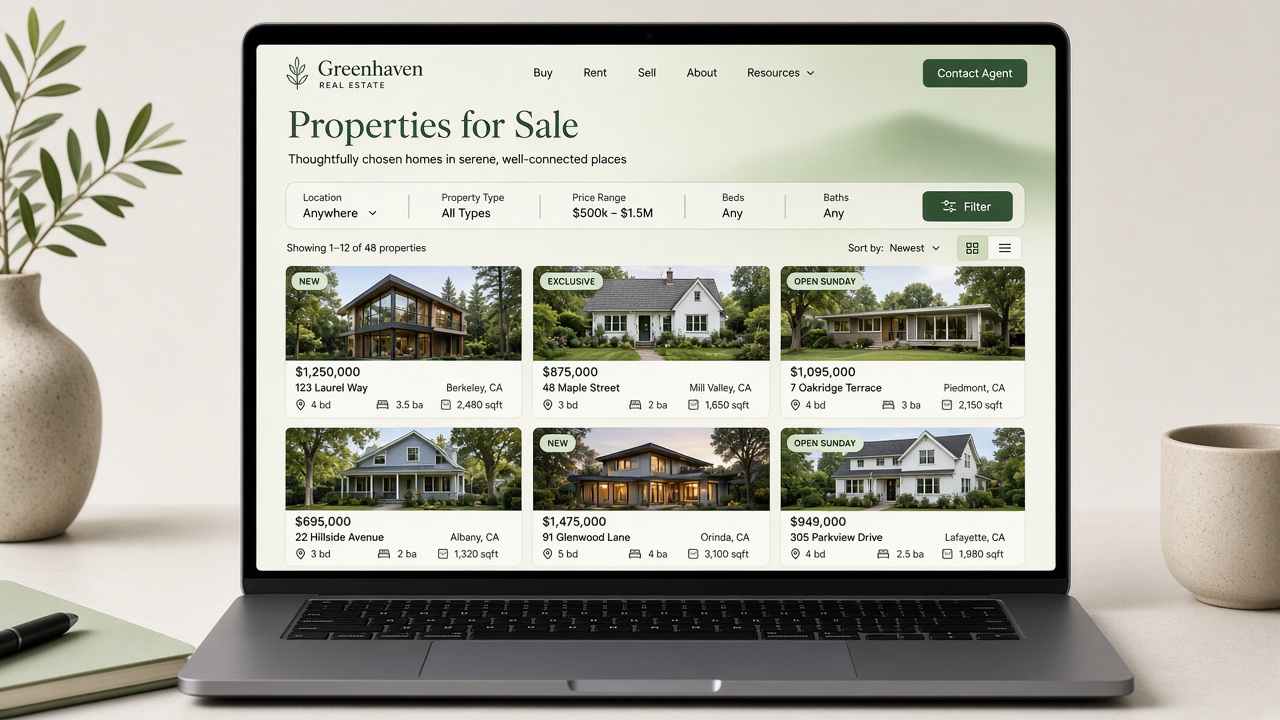 Greenhaven
REAL ESTATE
Buy Rent Sell About Resources
Contact Agent
Properties for Sale
Thoughtfully chosen homes in serene, well-connected places
Location Property Type Price Range Beds Baths
Anywhere All Types $500k – $1.5M Any Any
Filter
Showing 1–12 of 48 properties
Sort by: Newest
NEW
$1,250,000
123 Laurel Way Berkeley, CA
4 bd 3.5 ba 2,480 sqft
EXCLUSIVE
$875,000
48 Maple Street Mill Valley, CA
3 bd 2 ba 1,650 sqft
OPEN SUNDAY
$1,095,000
7 Oakridge Terrace Piedmont, CA
4 bd 3 ba 2,150 sqft
$695,000
22 Hillside Avenue Albany, CA
3 bd 2 ba 1,320 sqft
NEW
$1,475,000
91 Glenwood Lane Orinda, CA
5 bd 4 ba 3,100 sqft
OPEN SUNDAY
$949,000
305 Parkview Drive Lafayette, CA
4 bd 2.5 ba 1,980 sqft